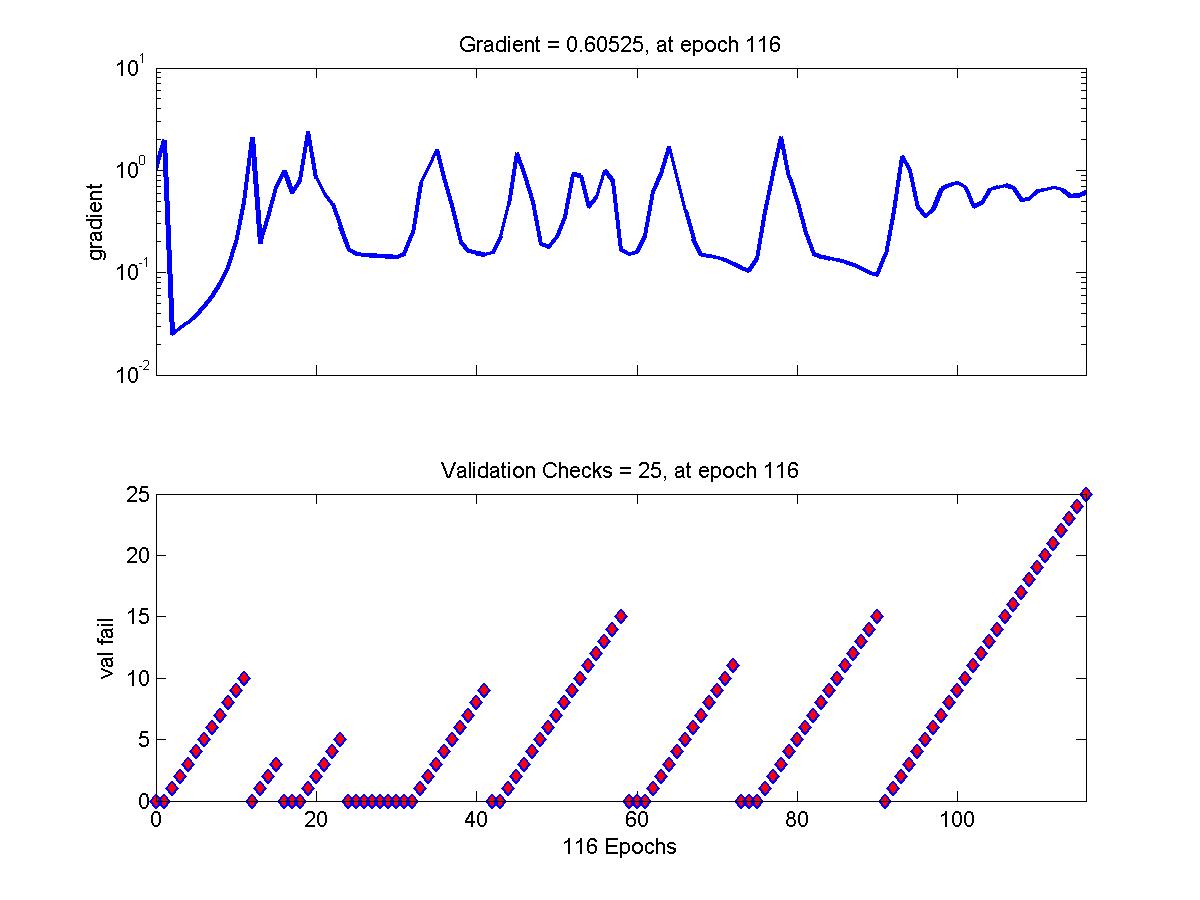 Gradient = 0.60525, at epoch 116
10^1
10^0
10^-1
10^-2
gradient
Validation Checks = 25, at epoch 116
25
20
15
10
5
0
val fail
0 20 40 60 80 100
116 Epochs